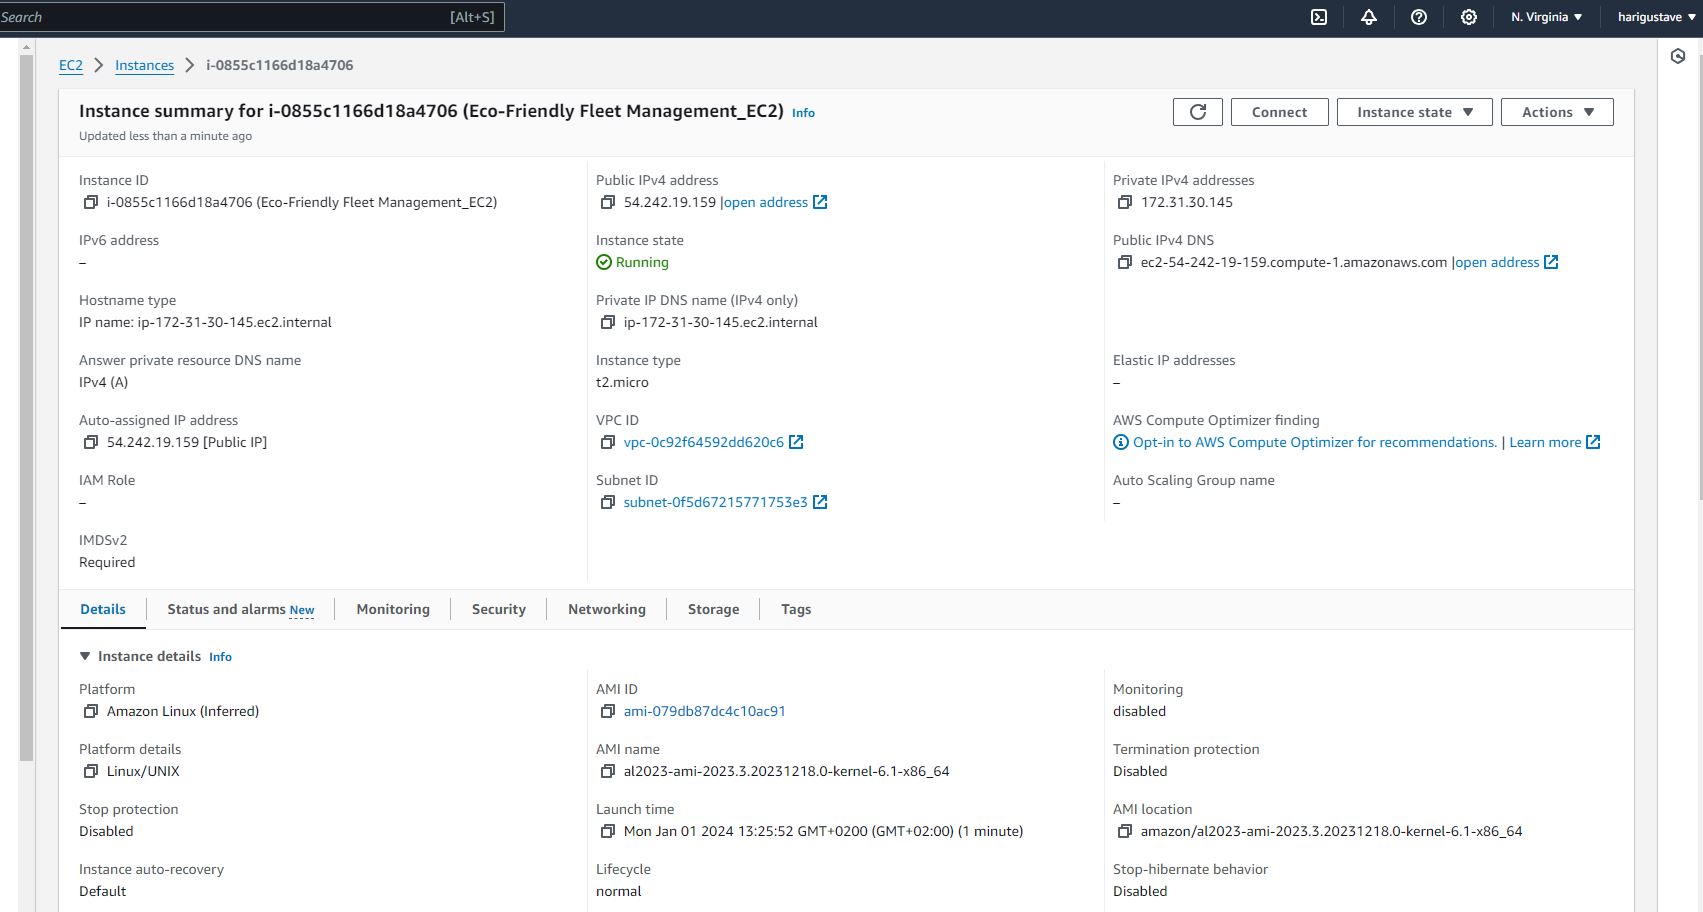 Search [Alt+S] N. Virginia ▼ harigustave ▼
EC2 > Instances > i-0855c1166d18a4706
Instance summary for i-0855c1166d18a4706 (Eco-Friendly Fleet Management_EC2) Info
Updated less than a minute ago
Connect
Instance state ▼
Actions ▼
Instance ID
i-0855c1166d18a4706 (Eco-Friendly Fleet Management_EC2)
Public IPv4 address
54.242.19.159 |open address
Private IPv4 addresses
172.31.30.145
IPv6 address
–
Instance state
Running
Public IPv4 DNS
ec2-54-242-19-159.compute-1.amazonaws.com |open address
Hostname type
IP name: ip-172-31-30-145.ec2.internal
Private IP DNS name (IPv4 only)
ip-172-31-30-145.ec2.internal
Answer private resource DNS name
IPv4 (A)
Instance type
t2.micro
Elastic IP addresses
–
Auto-assigned IP address
54.242.19.159 [Public IP]
VPC ID
vpc-0c92f64592dd620c6
AWS Compute Optimizer finding
Opt-in to AWS Compute Optimizer for recommendations. | Learn more
IAM Role
–
Subnet ID
subnet-0f5d67215771753e3
Auto Scaling Group name
–
IMDSv2
Required
Details
Status and alarms New
Monitoring
Security
Networking
Storage
Tags
▼ Instance details Info
Platform
Amazon Linux (Inferred)
AMI ID
ami-079db87dc4c10ac91
Monitoring
disabled
Platform details
Linux/UNIX
AMI name
al2023-ami-2023.3.20231218.0-kernel-6.1-x86_64
Termination protection
Disabled
Stop protection
Disabled
Launch time
Mon Jan 01 2024 13:25:52 GMT+0200 (GMT+02:00) (1 minute)
AMI location
amazon/al2023-ami-2023.3.20231218.0-kernel-6.1-x86_64
Instance auto-recovery
Default
Lifecycle
normal
Stop-hibernate behavior
Disabled